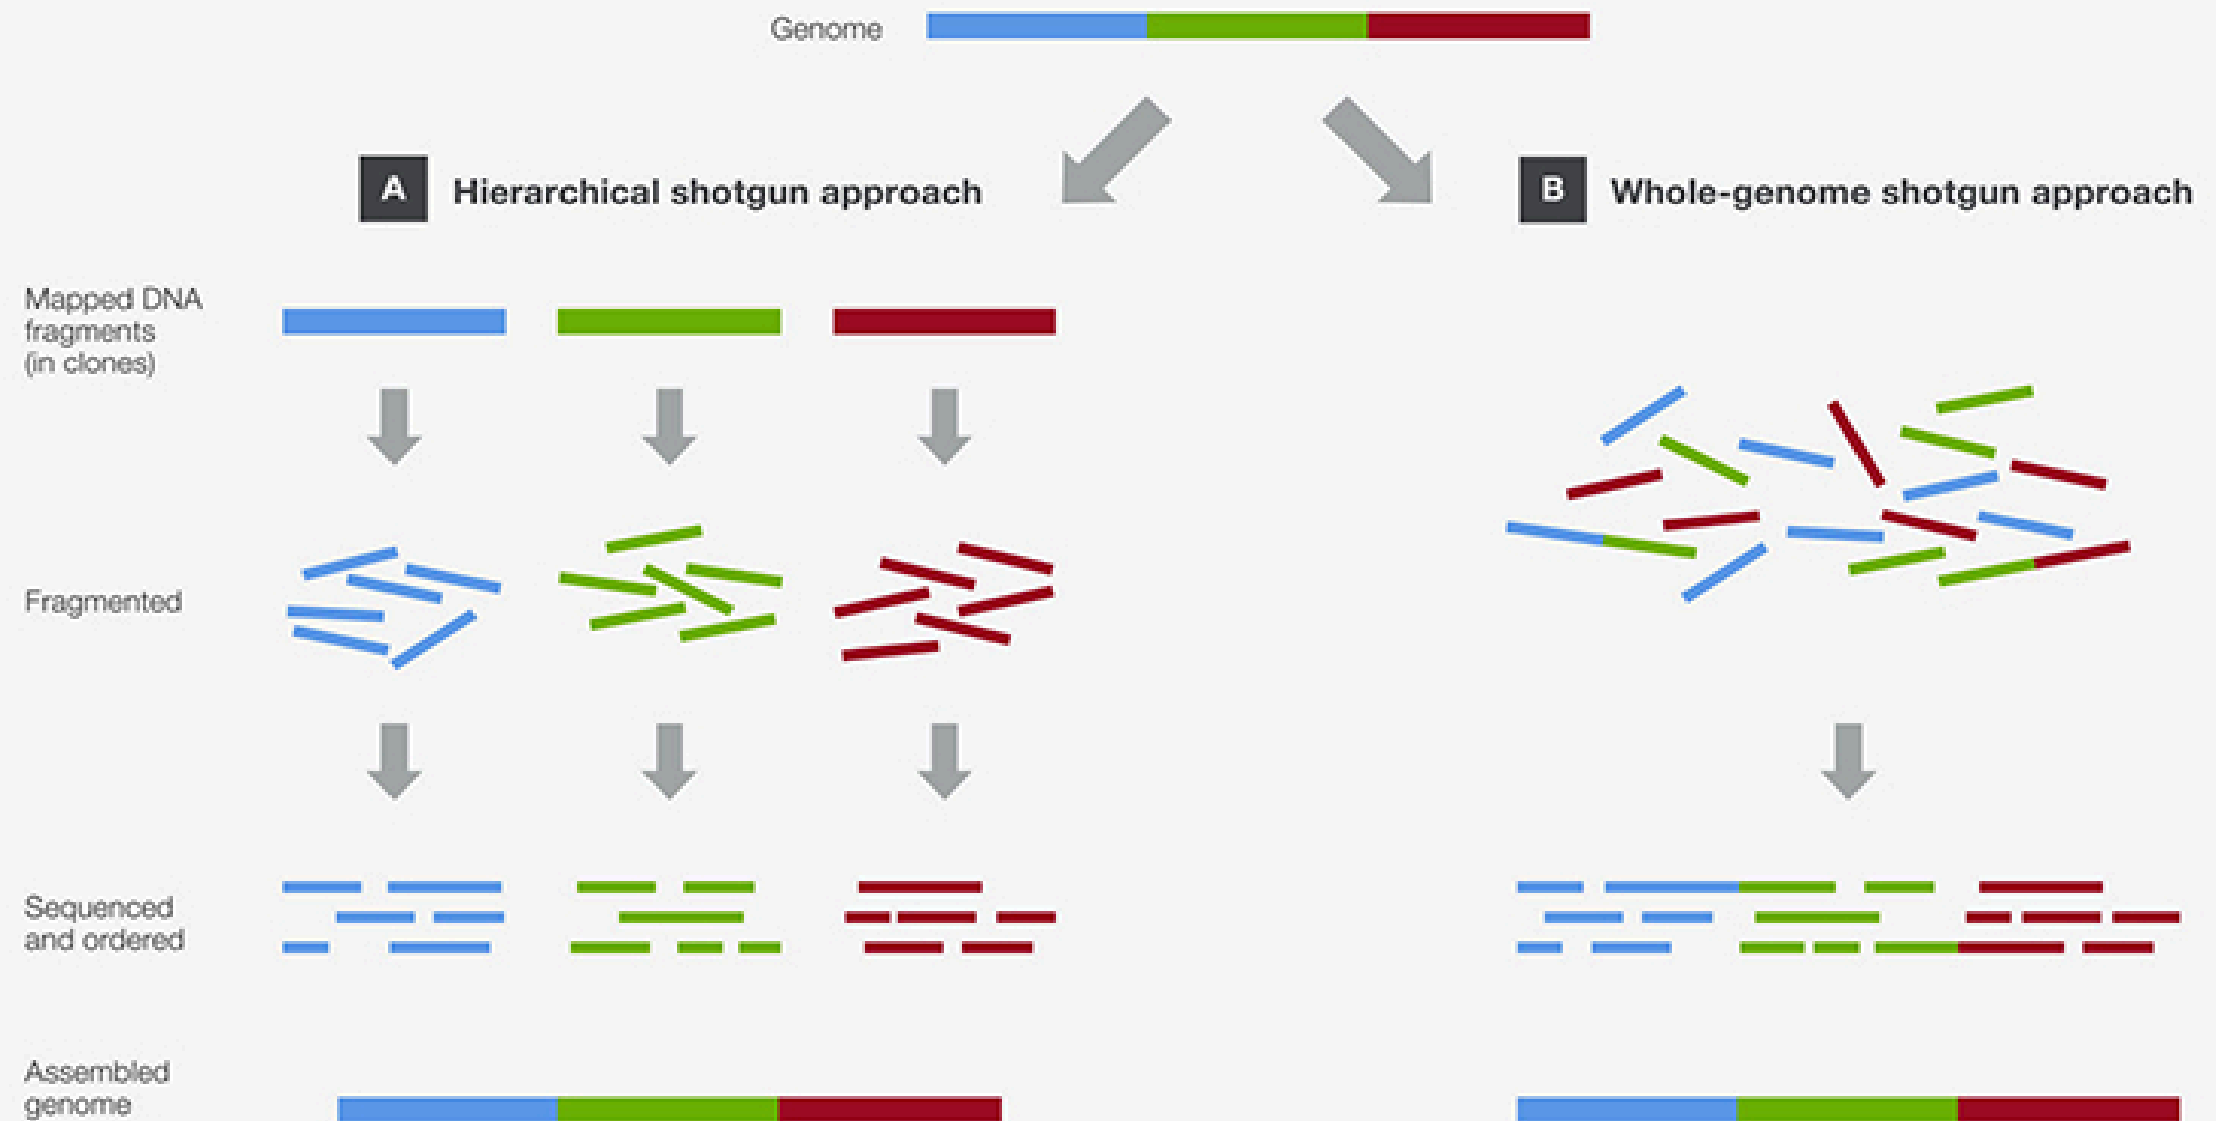 Genome
A Hierarchical shotgun approach
B Whole-genome shotgun approach
Mapped DNA
fragments
(in clones)
Fragmented
Sequenced
and ordered
Assembled
genome